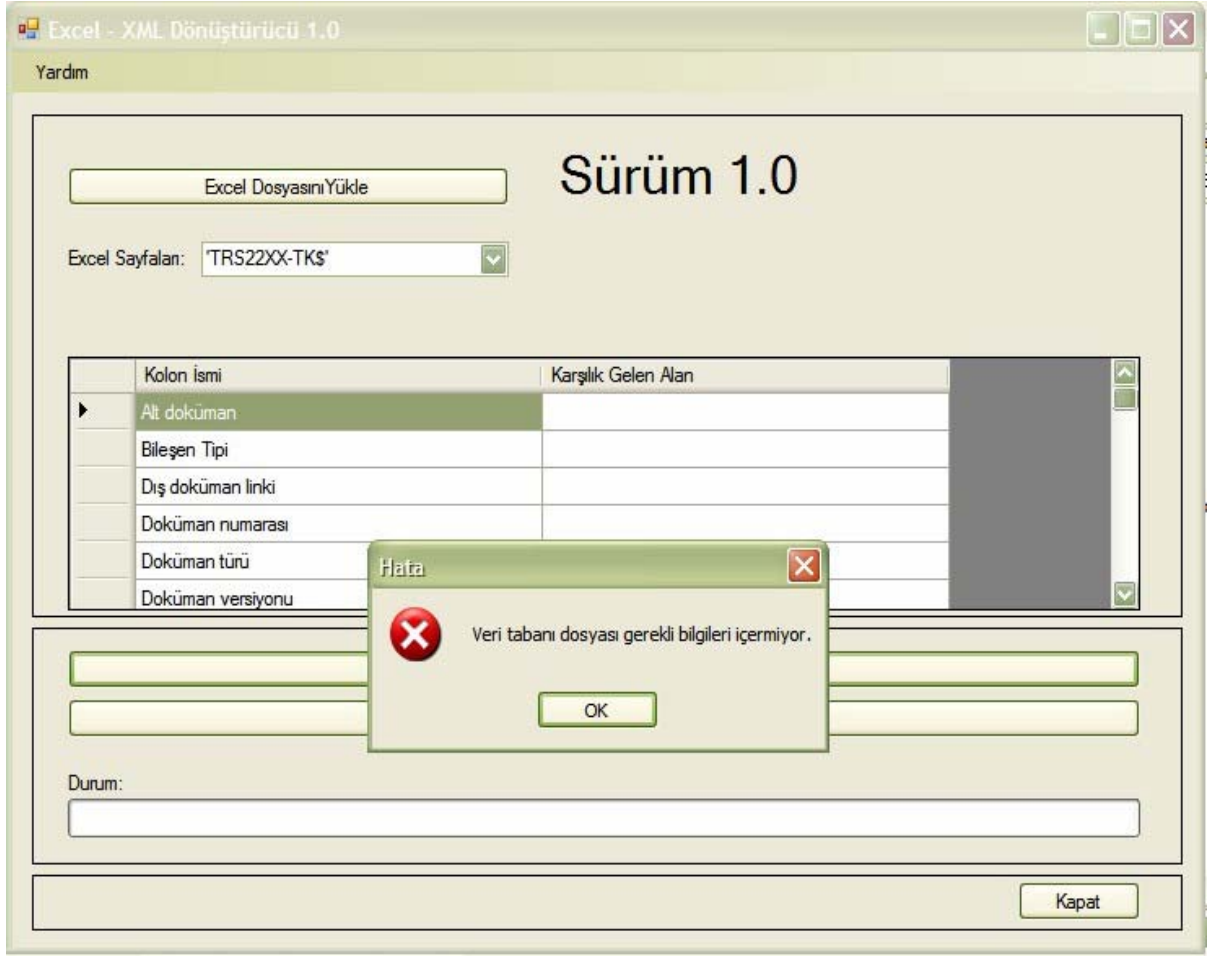 Excel - XML Dönüştürücü 1.0
Yardım
Excel DosyasınıYükle
Sürüm 1.0
Excel Sayfaları: 'TRS22XX-TK$'
Kolon İsmi Karşılık Gelen Alan
Alt doküman
Bileşen Tipi
Dış doküman linki
Doküman numarası
Doküman türü
Doküman versiyonu
Hata
Veri tabanı dosyası gerekli bilgileri içermiyor.
OK
Durum:
Kapat